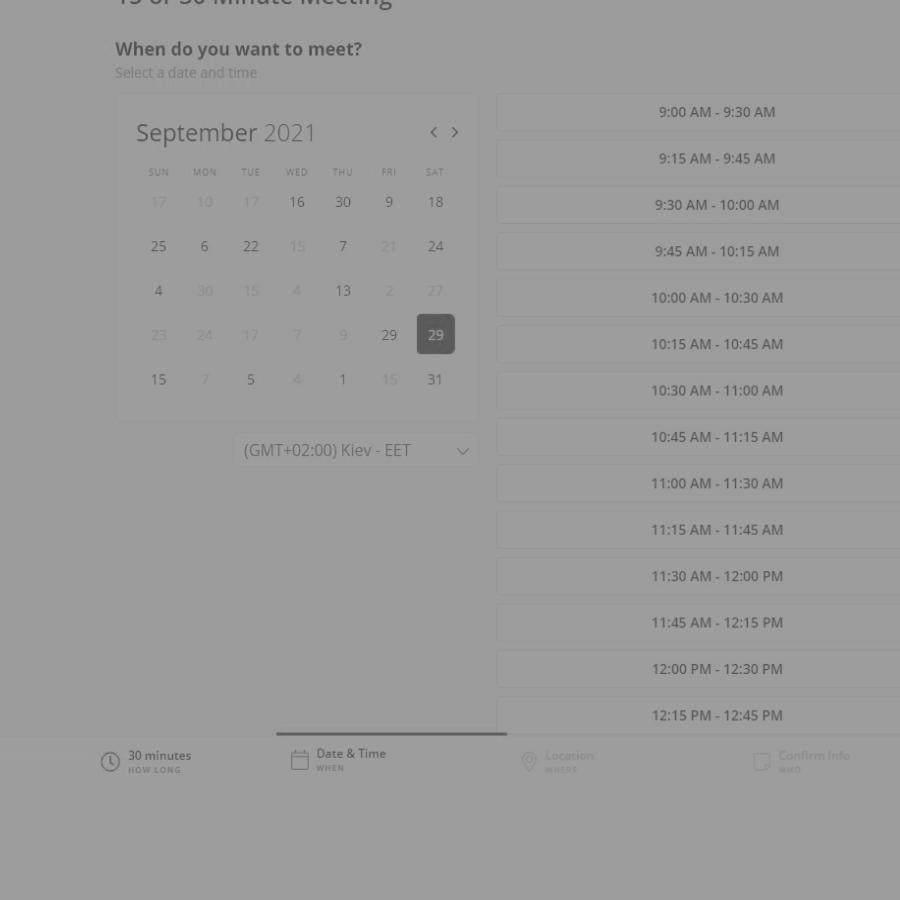 15 or 30 Minute Meeting
When do you want to meet?
Select a date and time
September 2021
SUN MON TUE WED THU FRI SAT
17 10 17 16 30 9 18
25 6 22 15 7 21 24
4 30 15 4 13 2 27
23 24 17 7 9 29 29
15 7 5 4 1 15 31
(GMT+02:00) Kiev - EET
9:00 AM - 9:30 AM
9:15 AM - 9:45 AM
9:30 AM - 10:00 AM
9:45 AM - 10:15 AM
10:00 AM - 10:30 AM
10:15 AM - 10:45 AM
10:30 AM - 11:00 AM
10:45 AM - 11:15 AM
11:00 AM - 11:30 AM
11:15 AM - 11:45 AM
11:30 AM - 12:00 PM
11:45 AM - 12:15 PM
12:00 PM - 12:30 PM
12:15 PM - 12:45 PM
30 minutes
HOW LONG
Date & Time
WHEN
Location
WHERE
Confirm Info
WHO